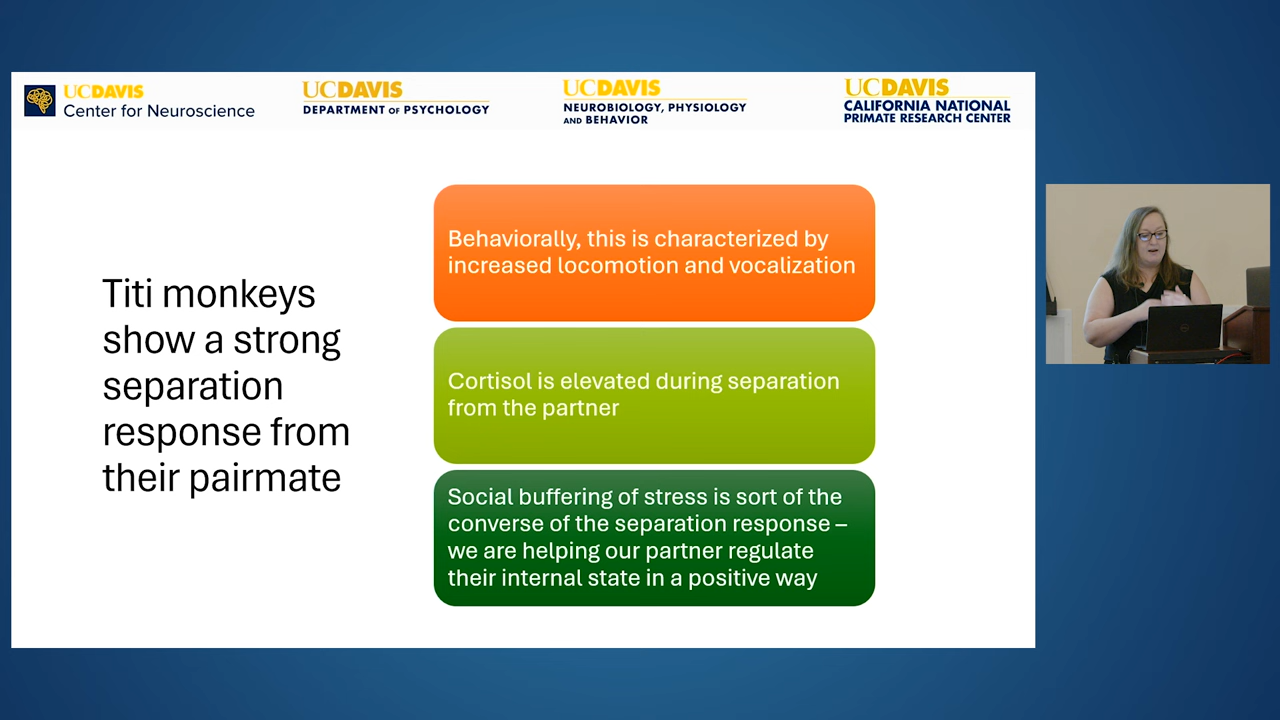 UCDAVIS
Center for Neuroscience
UCDAVIS
DEPARTMENT OF PSYCHOLOGY
UCDAVIS
NEUROBIOLOGY, PHYSIOLOGY
AND BEHAVIOR
UCDAVIS
CALIFORNIA NATIONAL
PRIMATE RESEARCH CENTER
Titi monkeys
show a strong
separation
response from
their pairmate
Behaviorally, this is characterized by
increased locomotion and vocalization
Cortisol is elevated during separation
from the partner
Social buffering of stress is sort of the
converse of the separation response –
we are helping our partner regulate
their internal state in a positive way